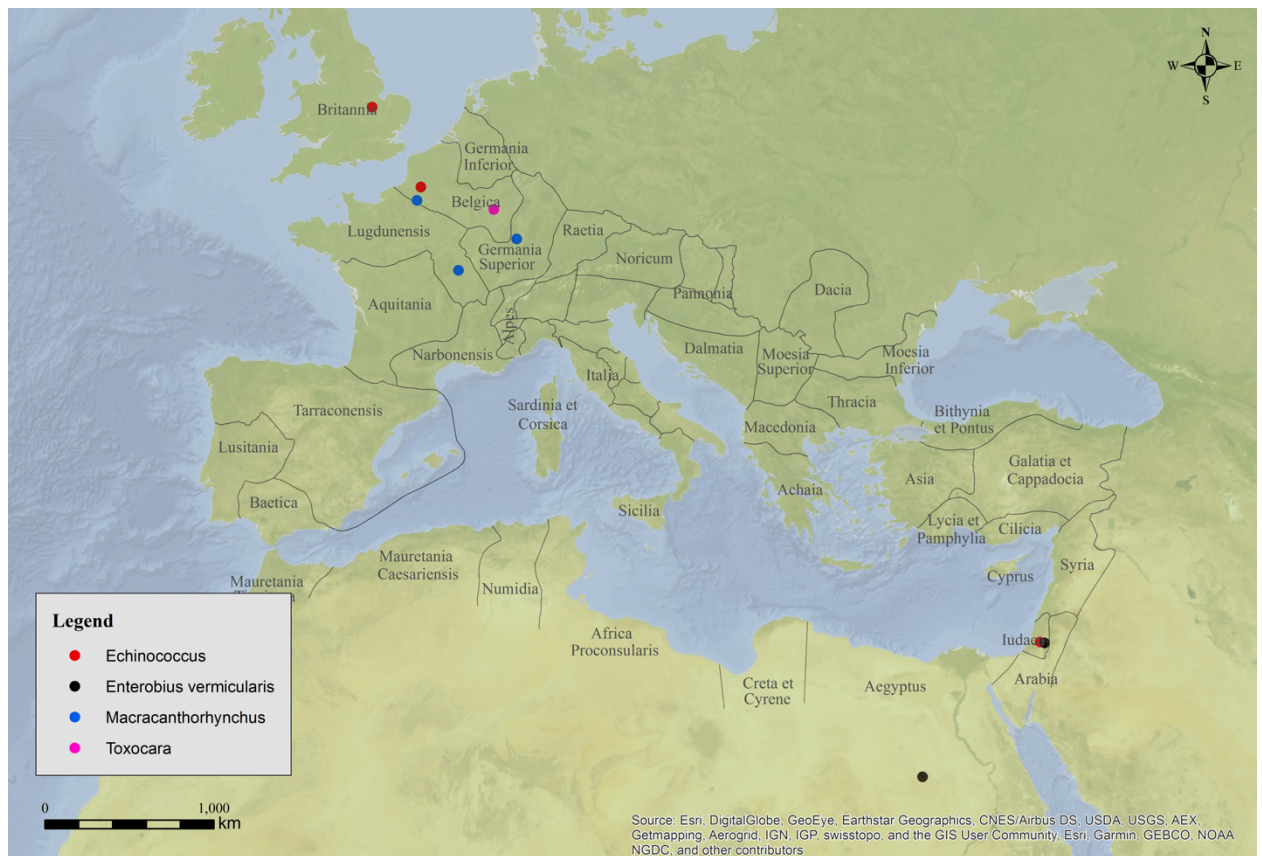 N
W E
S
Britannia
Germania
Inferior
Belgica
Lugdunensis
Raetia
Germania
Superior
Noricum
Aquitania
Pannonia
Dacia
Alpes
Narbonensis
Dalmatia
Moesia
Superior
Moesia
Inferior
Italia
Tarraconensis
Sardinia et
Corsica
Thracia
Bithynia
et Pontus
Macedonia
Lusitania
Galatia et
Cappadocia
Asia
Achaia
Baetica
Sicilia
Lycia et
Pamphylia
Cilicia
Mauretania
Caesariensis
Syria
Cyprus
Mauretania
Numidia
Africa
Proconsularis
Iudaea
Arabia
Creta et
Cyrene
Aegyptus
Legend
Echinococcus
Enterobius vermicularis
Macracanthorhynchus
Toxocara
0 1,000
km
Source: Esri, DigitalGlobe, GeoEye, Earthstar Geographics, CNES/Airbus DS, USDA, USGS, AEX,
Getmapping, Aerogrid, IGN, IGP, swisstopo, and the GIS User Community, Esri, Garmin, GEBCO, NOAA
NGDC, and other contributors